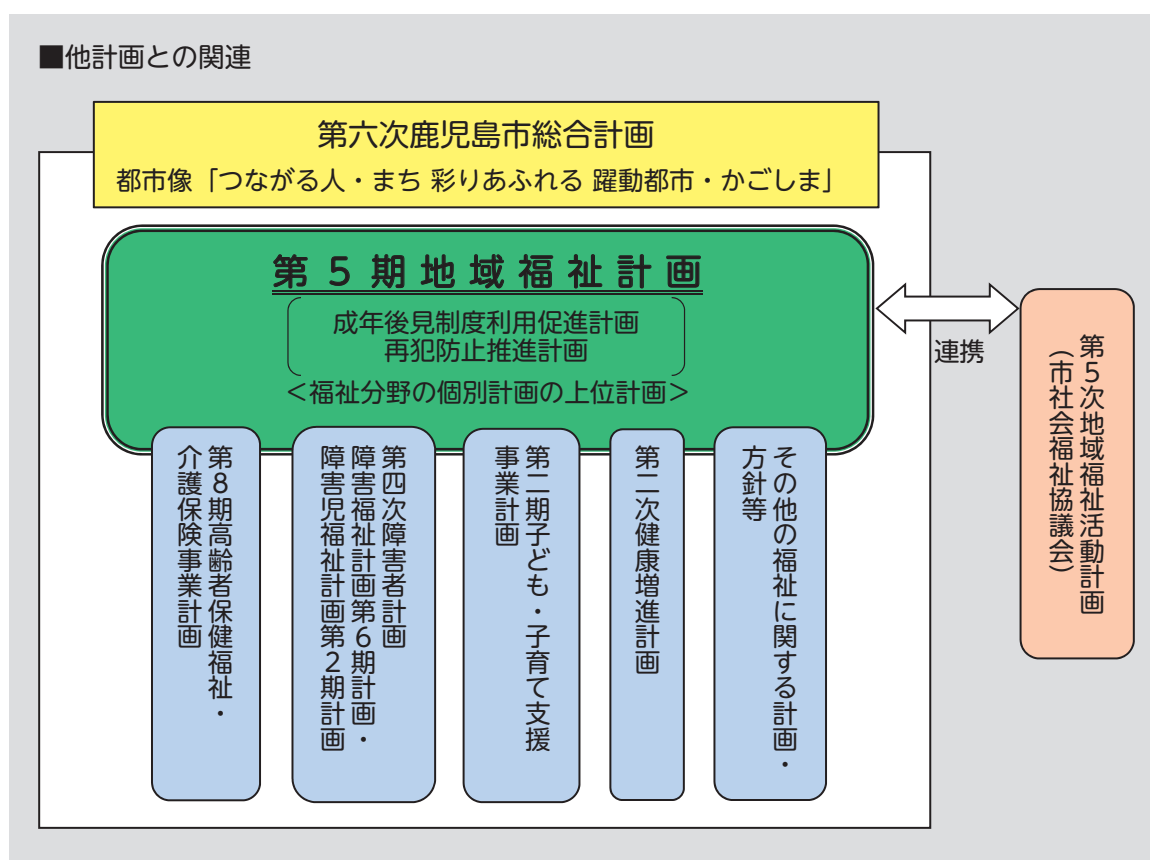 ■他計画との関連
第六次鹿児島市総合計画
都市像「つながる人・まち 彩りあふれる 躍動都市・かごしま」
第５期地域福祉計画
成年後見制度利用促進計画
再犯防止推進計画
＜福祉分野の個別計画の上位計画＞
連携
第５次地域福祉活動計画
（市社会福祉協議会）
第８期高齢者保健福祉・
介護保険事業計画
第四次障害者計画
障害福祉計画第６期計画・
障害児福祉計画第２期計画
第二期子ども・子育て支援
事業計画
第二次健康増進計画
その他の福祉に関する計画・
方針等